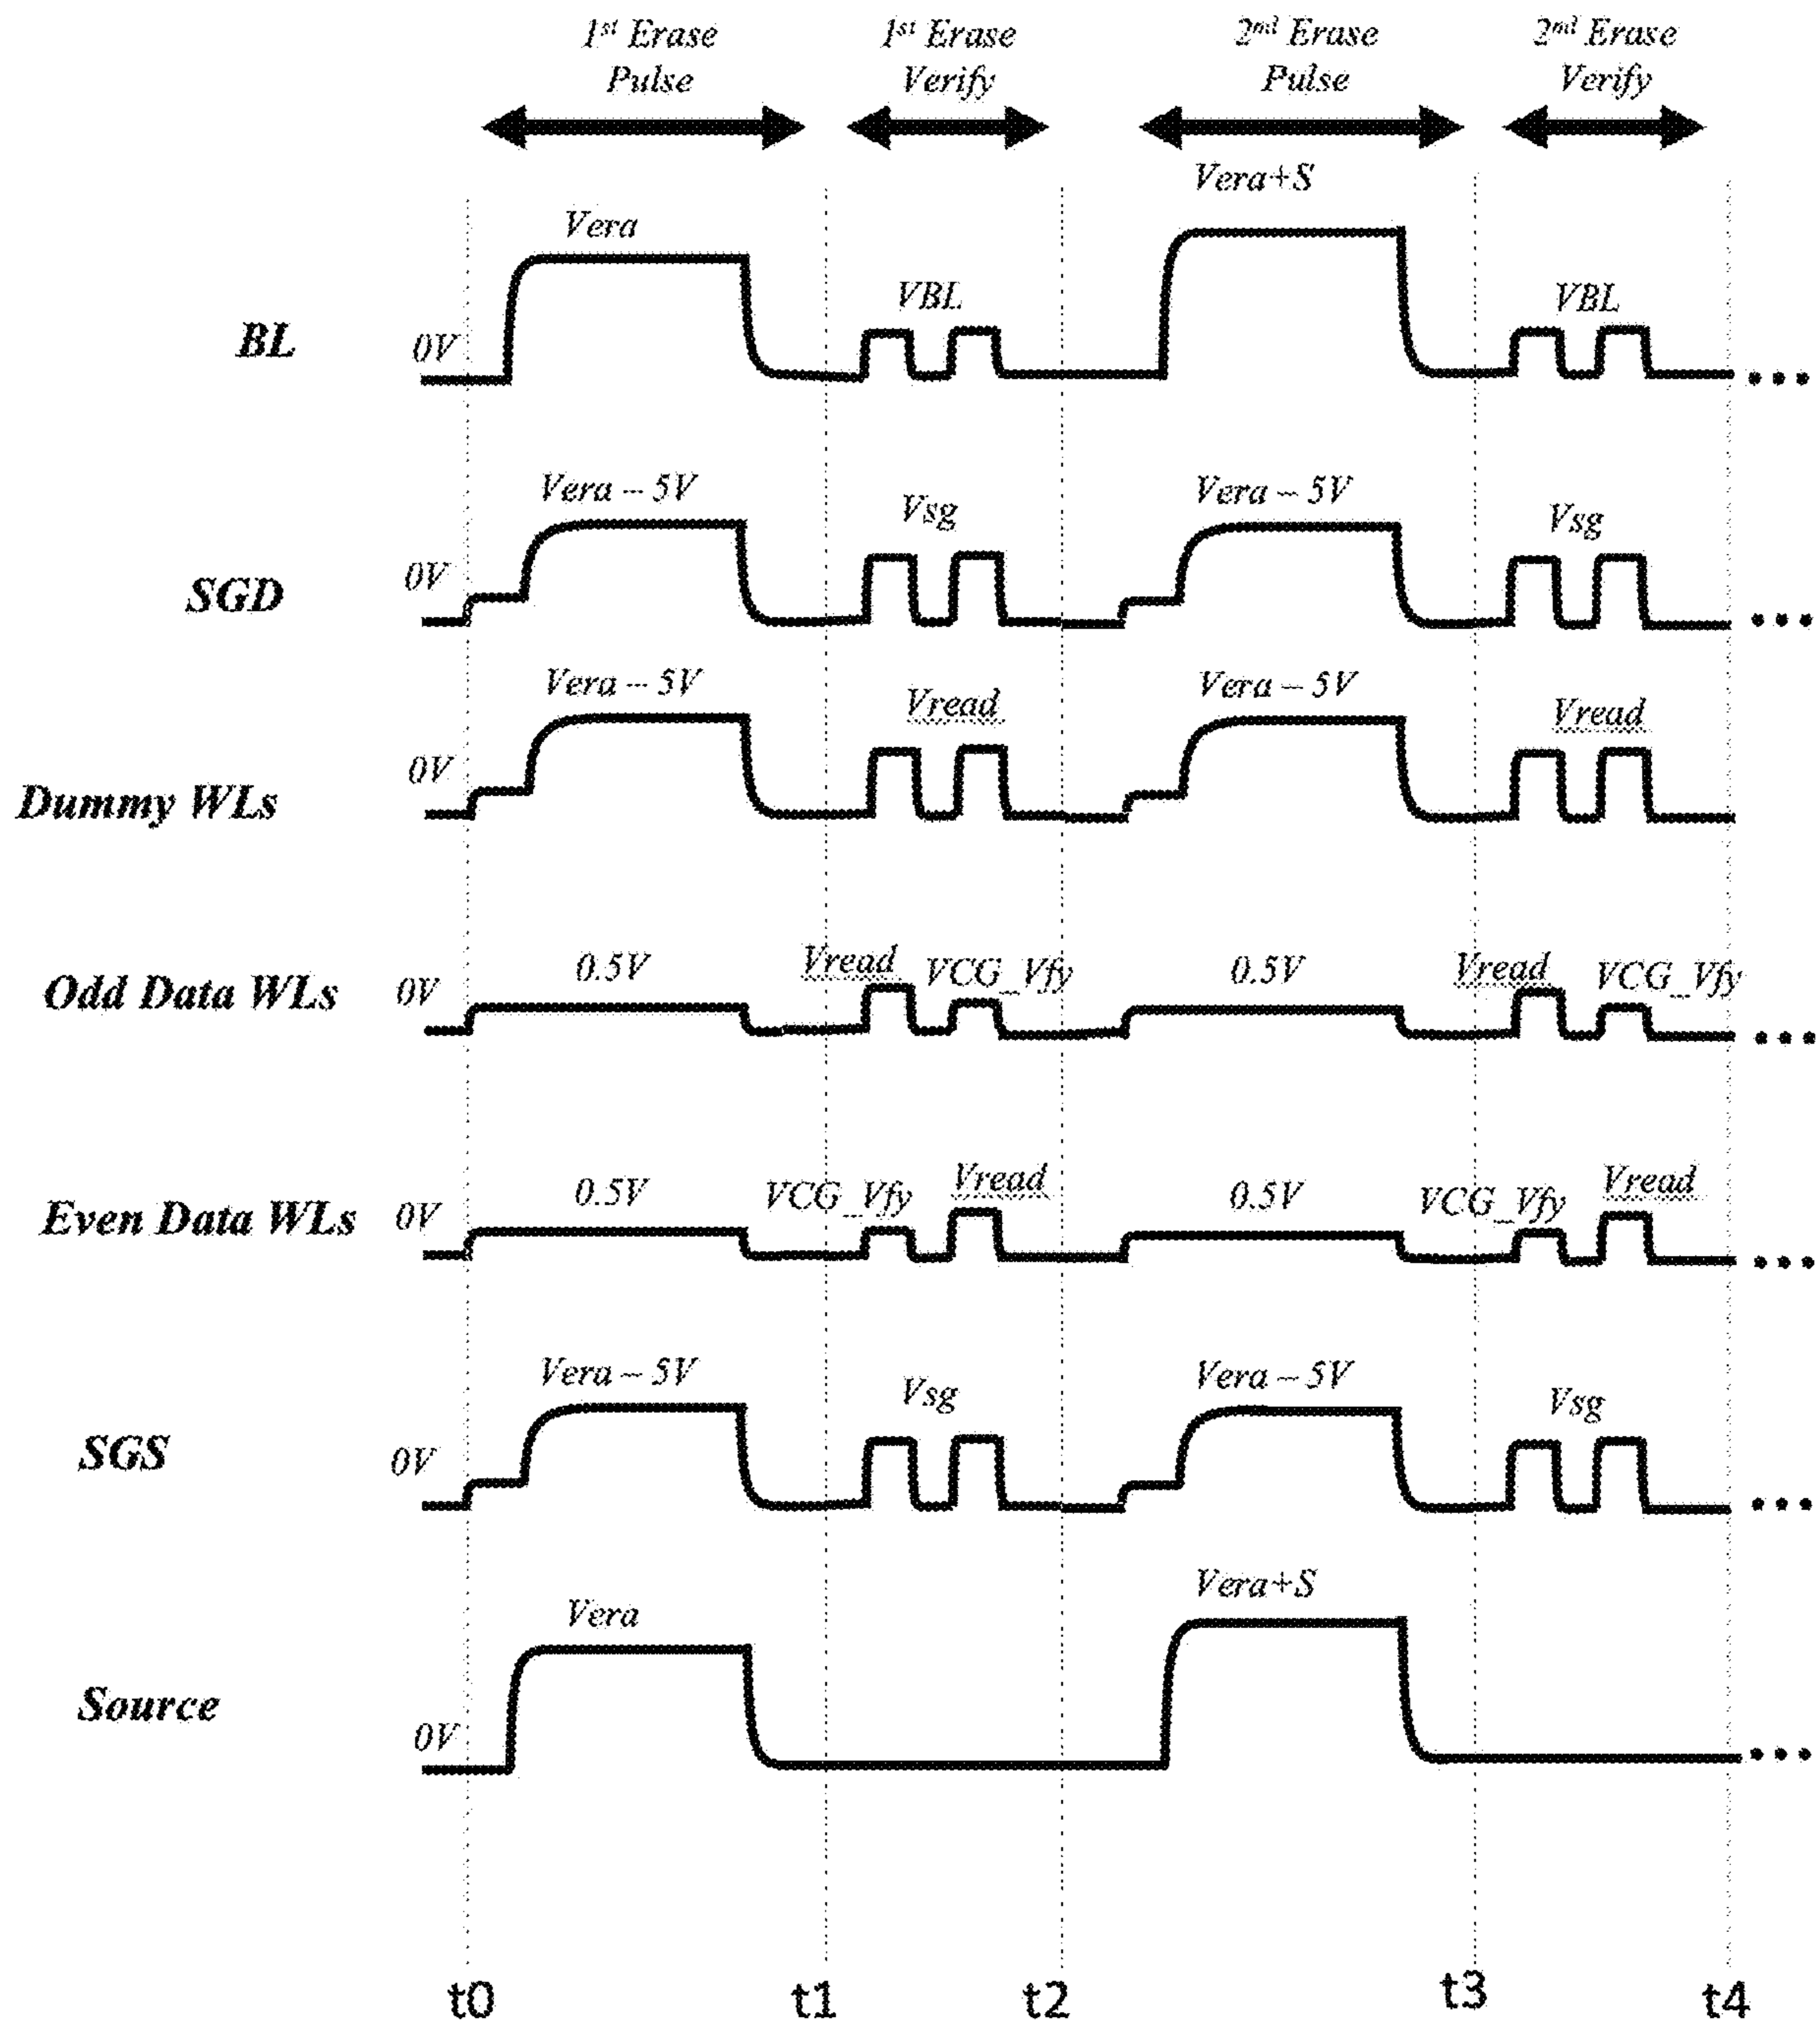 1st Erase
Pulse
1st Erase
Verify
2nd Erase
Pulse
2nd Erase
Verify
Vera
VBL
Vera+S
VBL
BL
0V
...
Vera – 5V
Vsg
Vera – 5V
Vsg
SGD
0V
...
Vera – 5V
Vread
Vera – 5V
Vread
Dummy WLs
0V
0.5V
Vread
VCG_Vfy
0.5V
Vread
VCG_Vfy
Odd Data WLs
0V
...
0.5V
VCG_Vfy
Vread
0.5V
VCG_Vfy
Vread
Even Data WLs
0V
...
Vera – 5V
Vsg
Vera – 5V
Vsg
SGS
0V
...
Vera
Vera+S
Source
0V
...
t0
t1
t2
t3
t4